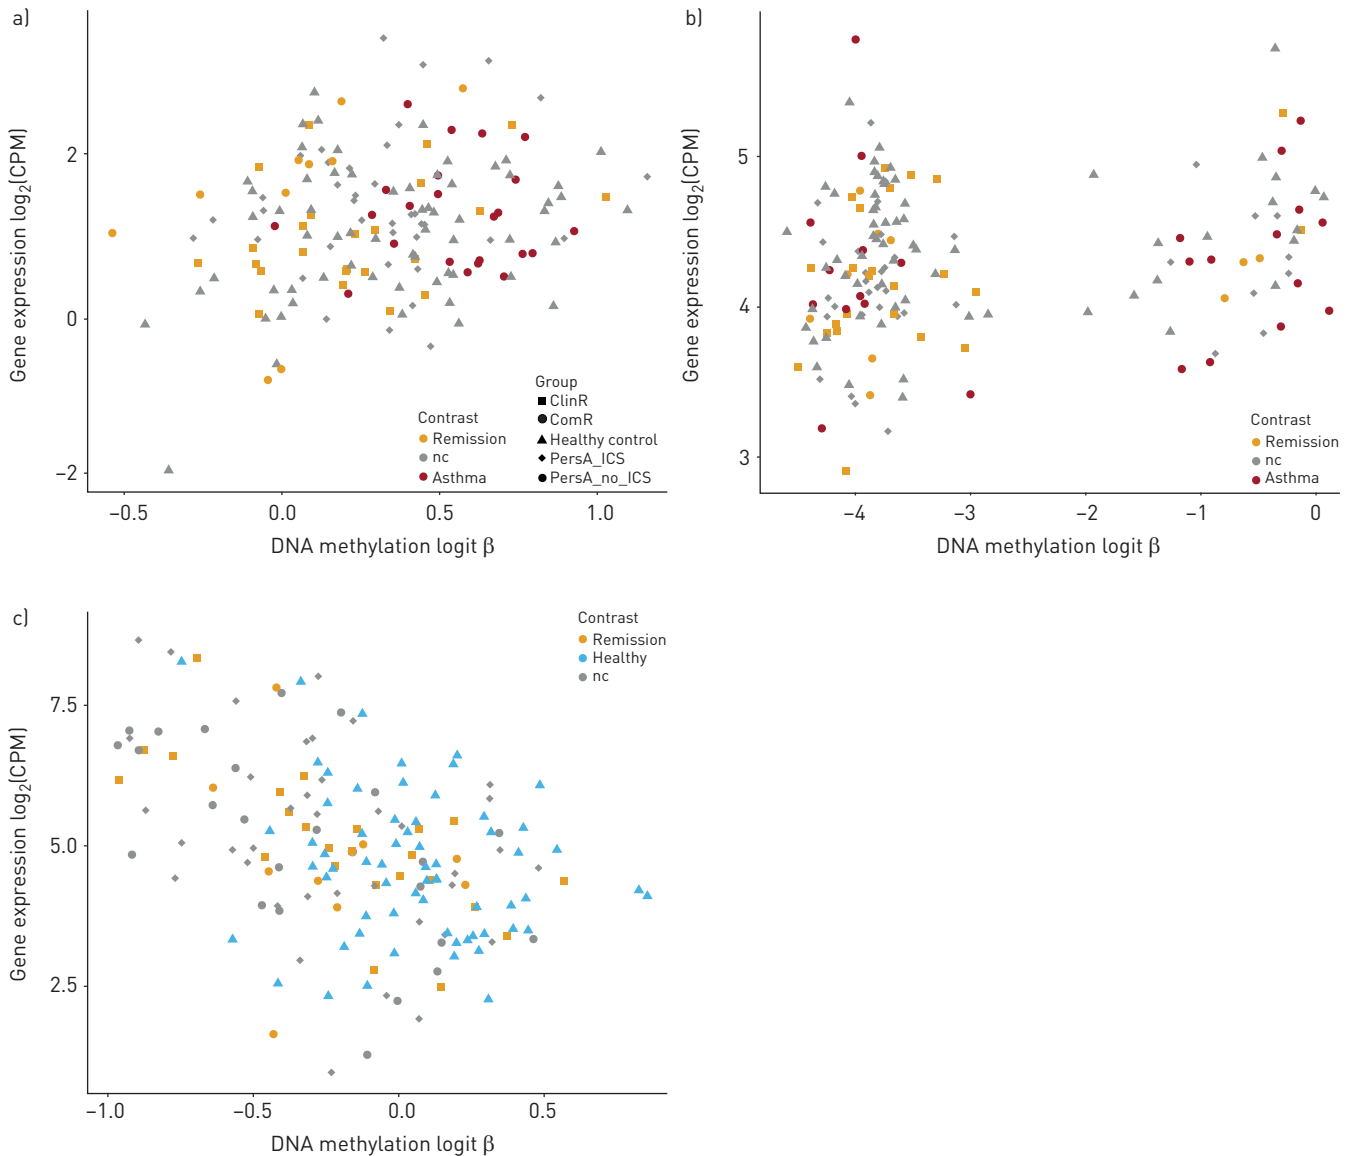 a)
Gene expression log2(CPM)
2
0
−2
−0.5
0.0
0.5
1.0
DNA methylation logit β
Contrast
Remission
nc
Asthma
Group
ClinR
ComR
Healthy control
PersA_ICS
PersA_no_ICS
b)
Gene expression log2(CPM)
5
4
3
−4
−3
−2
−1
0
DNA methylation logit β
Contrast
Remission
nc
Asthma
c)
Gene expression log2(CPM)
7.5
5.0
2.5
−1.0
−0.5
0.0
0.5
DNA methylation logit β
Contrast
Remission
Healthy
nc